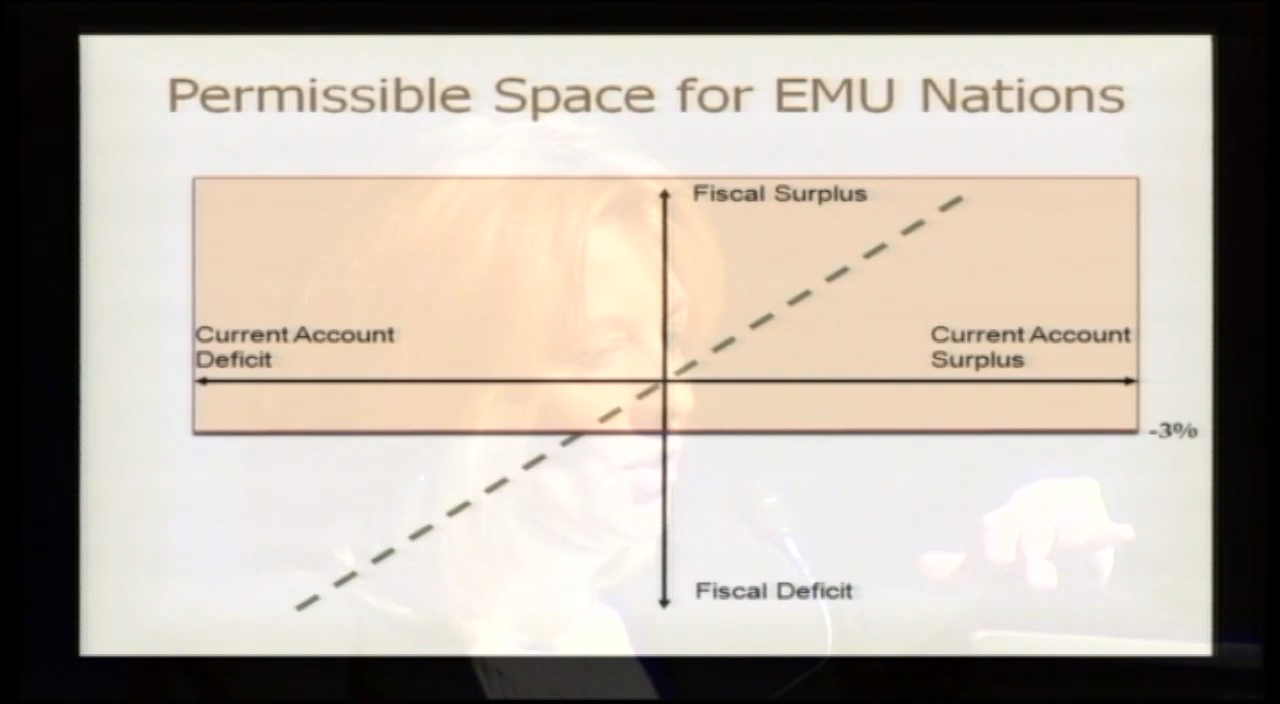 Permissible Space for EMU Nations
Fiscal Surplus
Current Account
Deficit
Current Account
Surplus
-3%
Fiscal Deficit